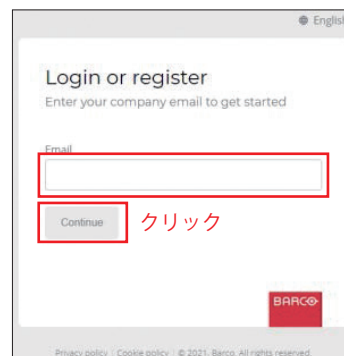 English
Login or register
Enter your company email to get started
Email
Continue
クリック
BARCO
Privacy policy | Cookie policy | © 2021. Barco. All rights reserved.